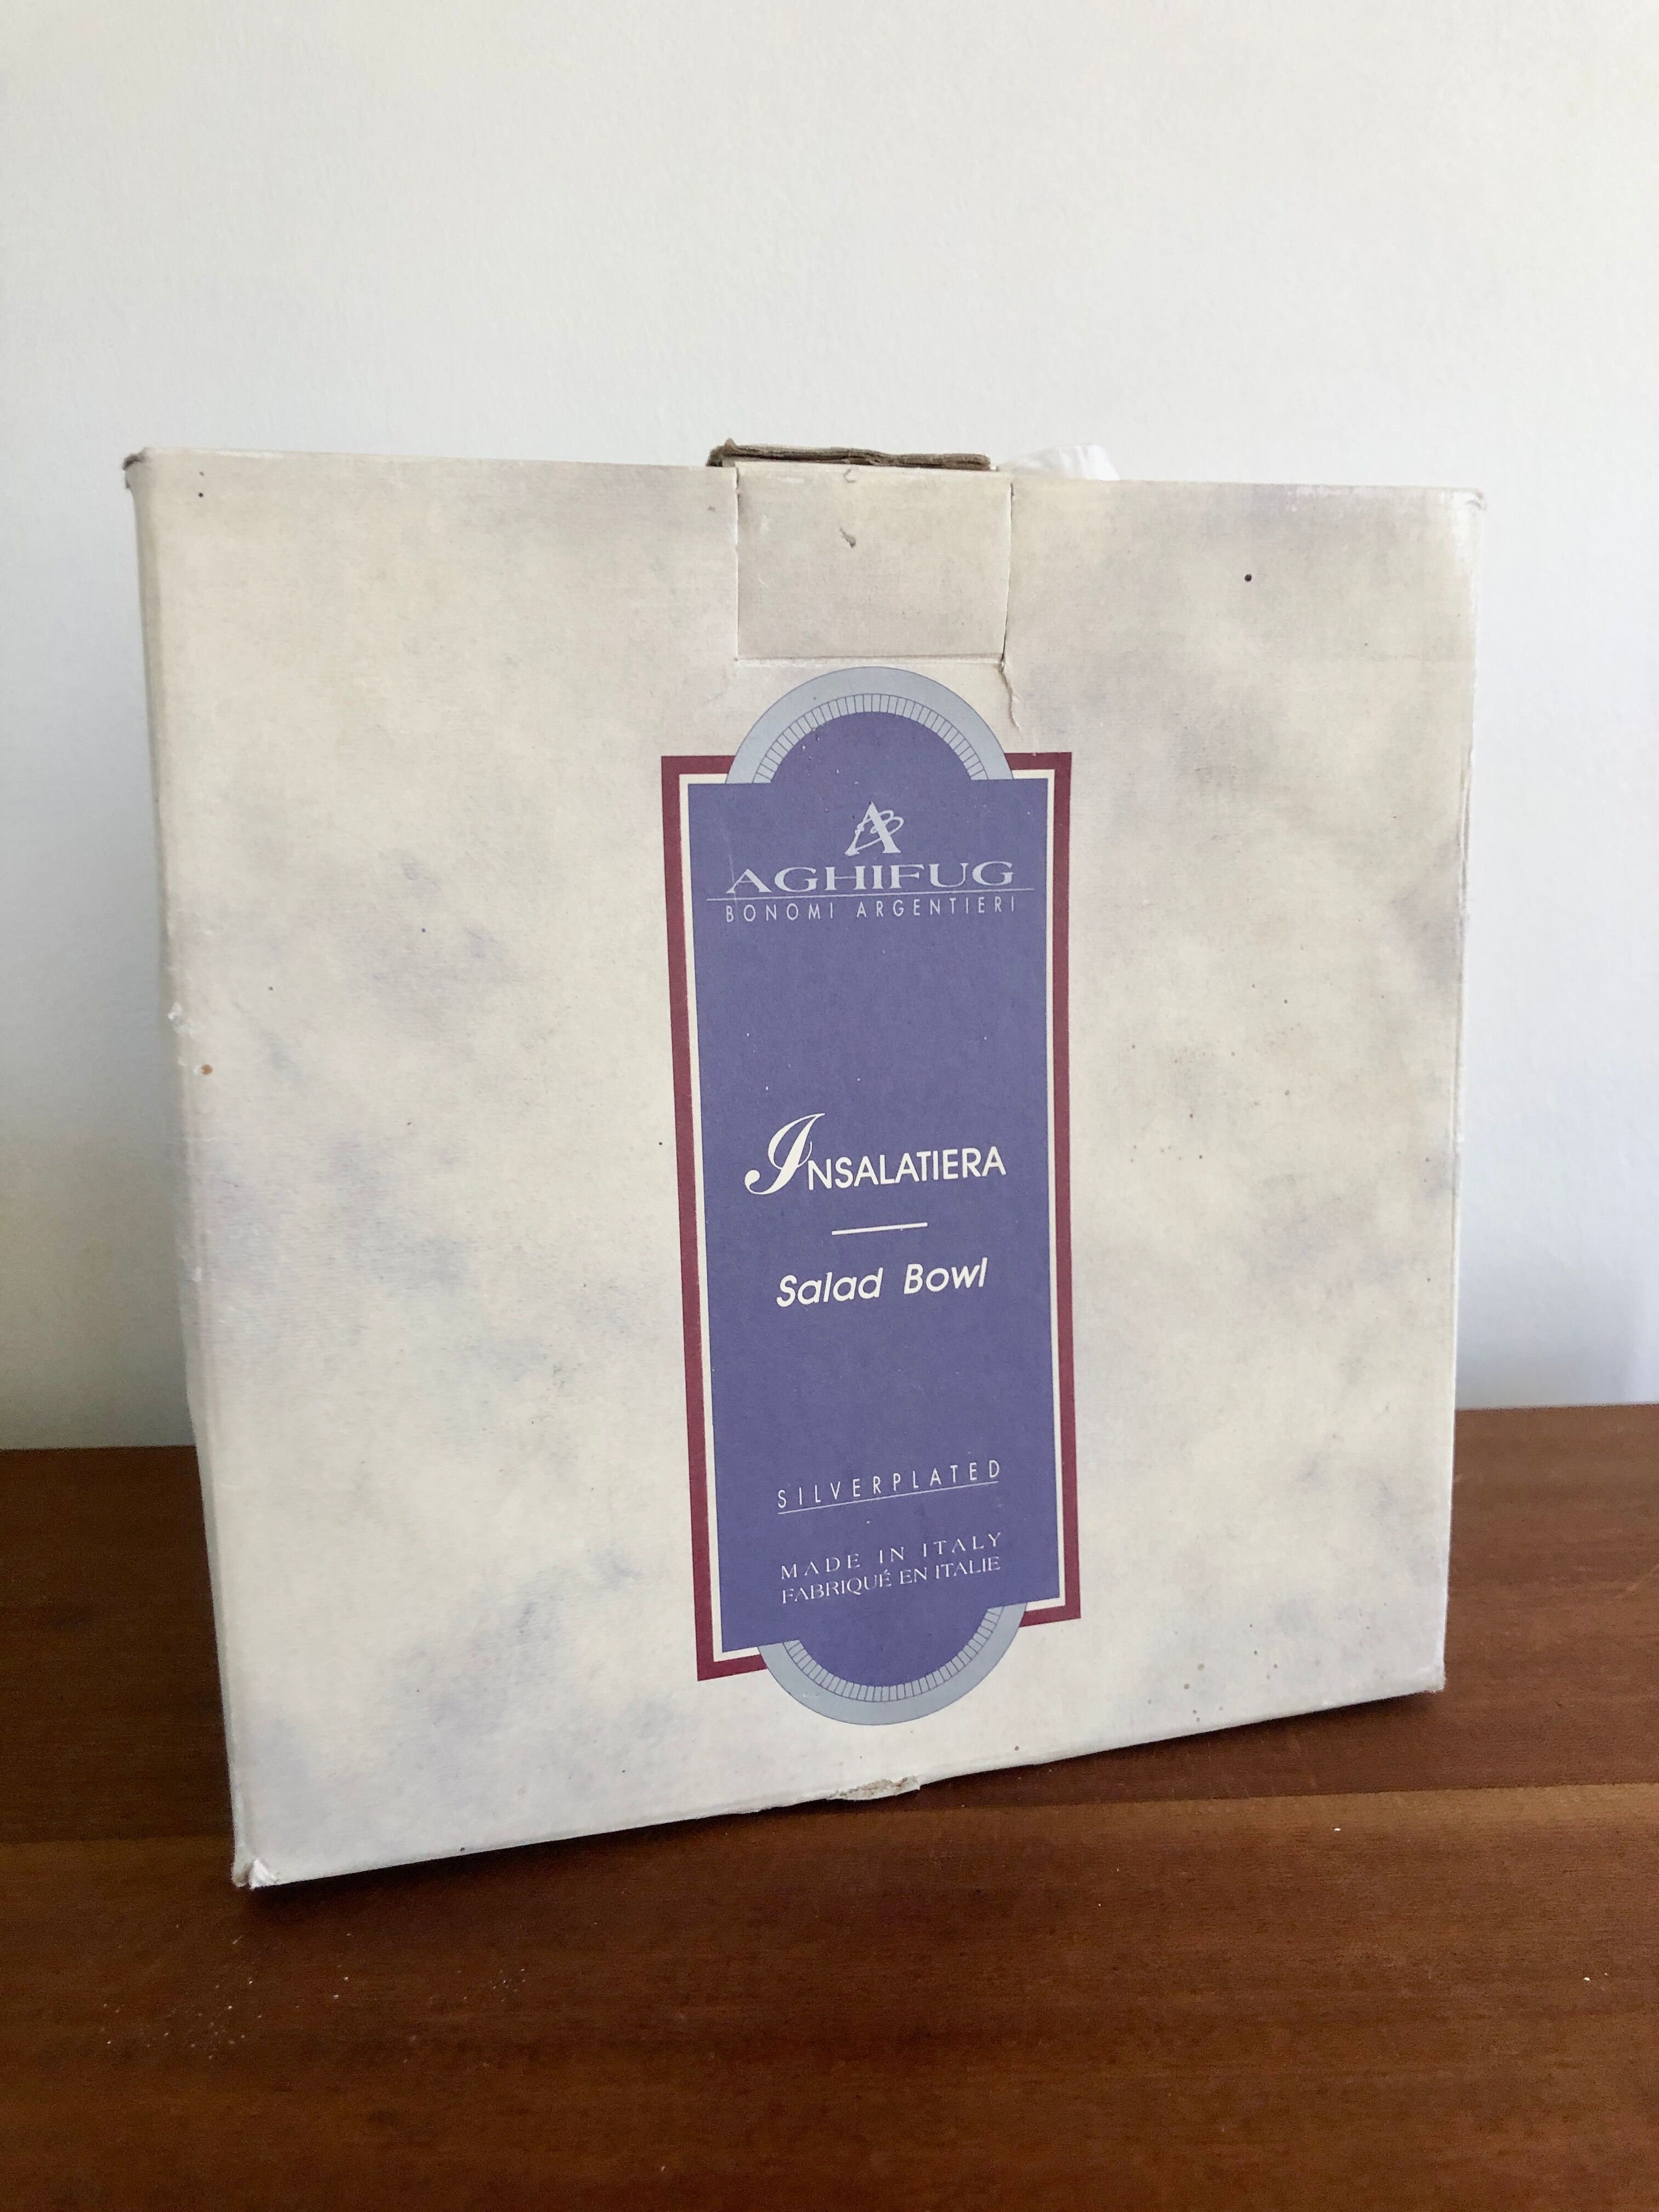 AGHIFUG
BONOMI ARGENTIERI
INSALATIERA
Salad Bowl
SILVERPLATED
MADE IN ITALY
FABRIQUÉ EN ITALIE